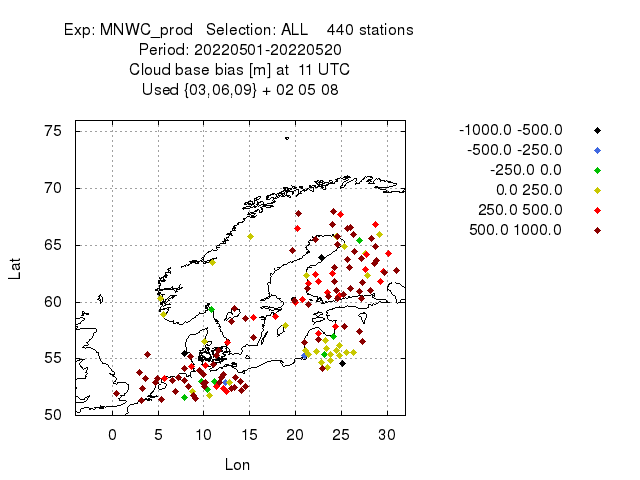 Exp: MNWC_prod   Selection: ALL    440 stations
Period: 20220501-20220520
Cloud base bias [m] at  11 UTC
Used {03,06,09} + 02 05 08
-1000.0 -500.0
-500.0 -250.0
-250.0 0.0
0.0 250.0
250.0 500.0
500.0 1000.0
Lat
75
70
65
60
55
50
0 5 10 15 20 25 30
Lon